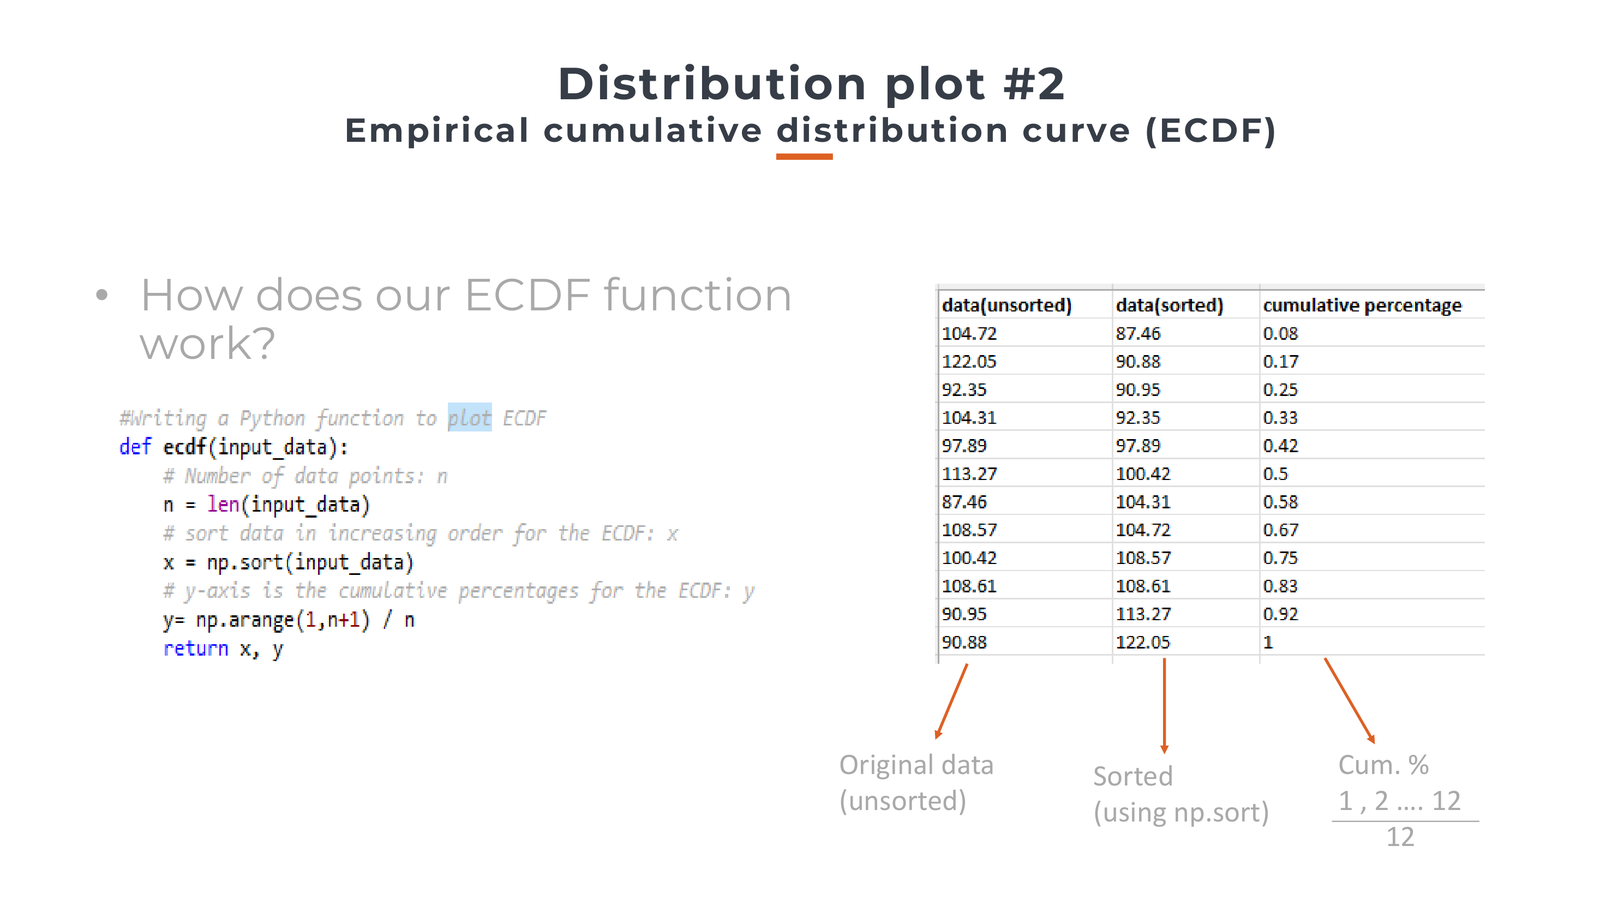 Distribution plot #2
Empirical cumulative distribution curve (ECDF)
• How does our ECDF function
work?
#Writing a Python function to plot ECDF
def ecdf(input_data):
# Number of data points: n
n = len(input_data)
# sort data in increasing order for the ECDF: x
x = np.sort(input_data)
# y-axis is the cumulative percentages for the ECDF: y
y= np.arange(1,n+1) / n
return x, y
data(unsorted) data(sorted) cumulative percentage
104.72 87.46 0.08
122.05 90.88 0.17
92.35 90.95 0.25
104.31 92.35 0.33
97.89 97.89 0.42
113.27 100.42 0.5
87.46 104.31 0.58
108.57 104.72 0.67
100.42 108.57 0.75
108.61 108.61 0.83
90.95 113.27 0.92
90.88 122.05 1
Original data
(unsorted)
Sorted
(using np.sort)
Cum. %
1 , 2 .... 12
12